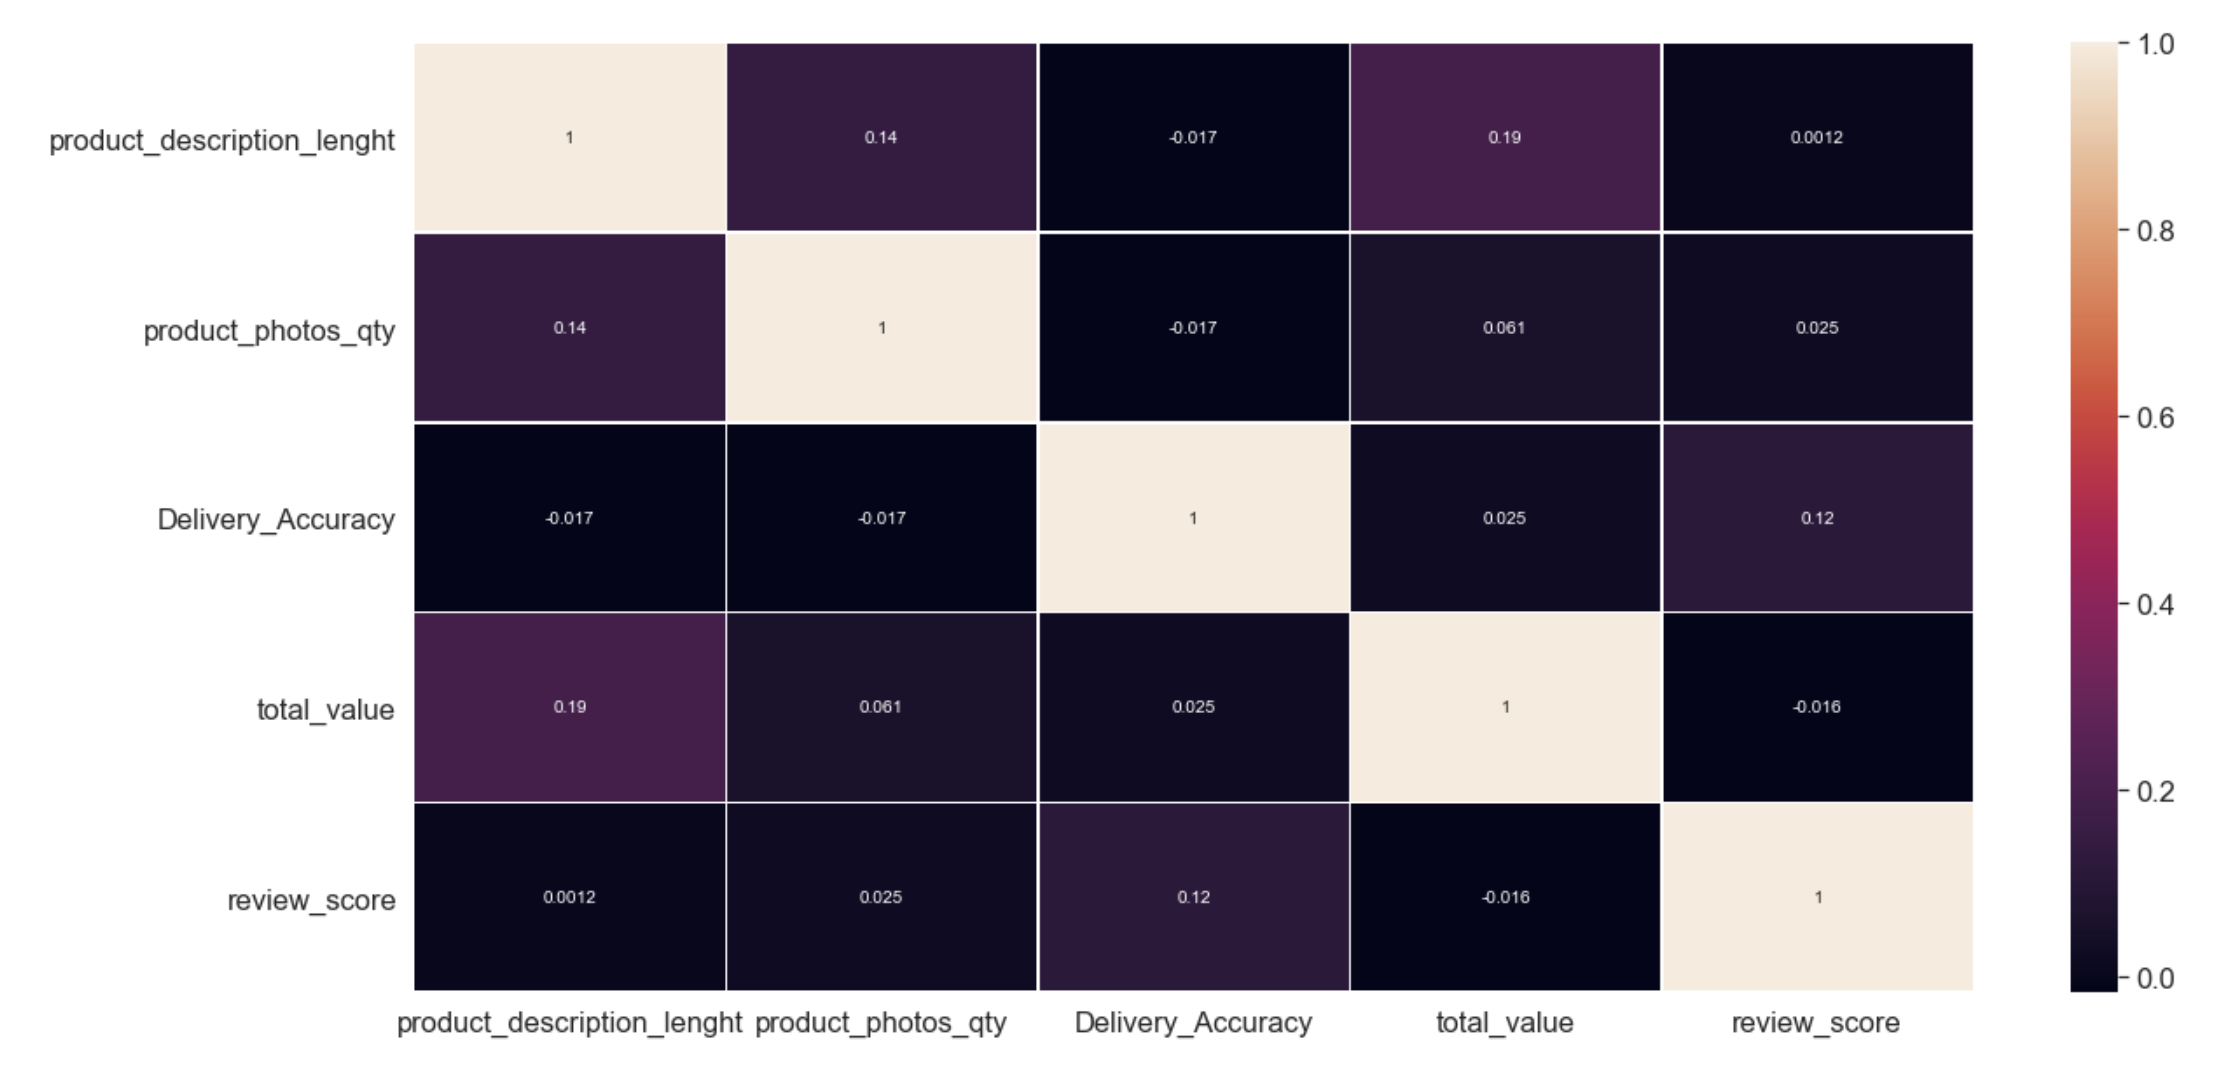 product_description_lenght 1 0.14 -0.017 0.19 0.0012
product_photos_qty 0.14 1 -0.017 0.061 0.025
Delivery_Accuracy -0.017 -0.017 1 0.025 0.12
total_value 0.19 0.061 0.025 1 -0.016
review_score 0.0012 0.025 0.12 -0.016 1
product_description_lenght product_photos_qty Delivery_Accuracy total_value review_score
1.0
0.8
0.6
0.4
0.2
0.0